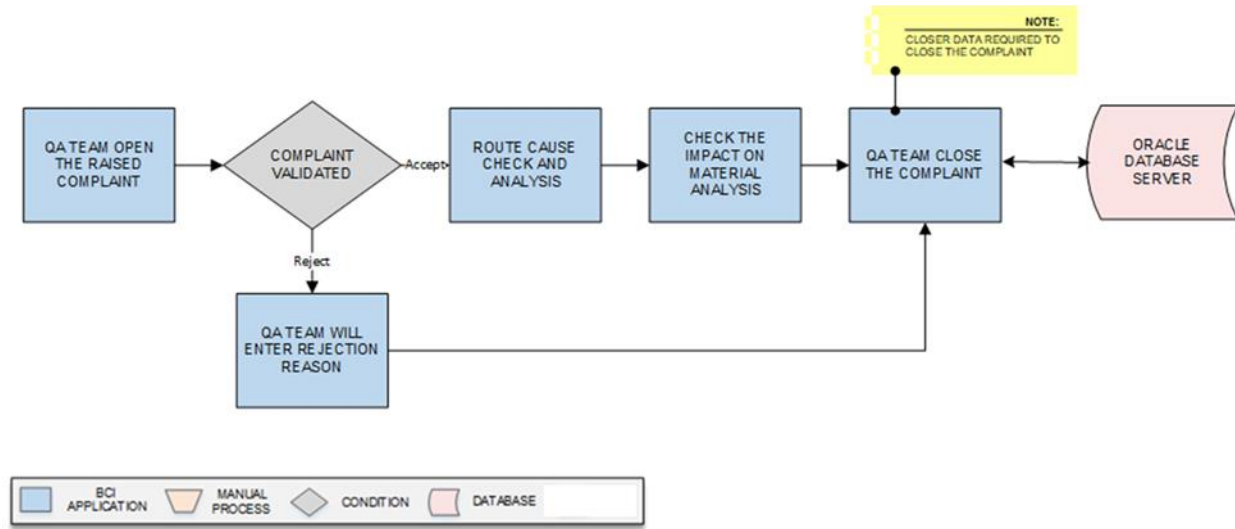 NOTE:
CLOSER DATA REQUIRED TO
CLOSE THE COMPLAINT
QA TEAM OPEN
THE RAISED
COMPLAINT
COMPLAINT
VALIDATED
Accept
ROUTE CAUSE
CHECK AND
ANALYSIS
CHECK THE
IMPACT ON
MATERIAL
ANALYSIS
QA TEAM CLOSE
THE COMPLAINT
ORACLE
DATABASE
SERVER
Reject
QA TEAM WILL
ENTER REJECTION
REASON
BCI
APPLICATION
MANUAL
PROCESS
CONDITION
DATABASE